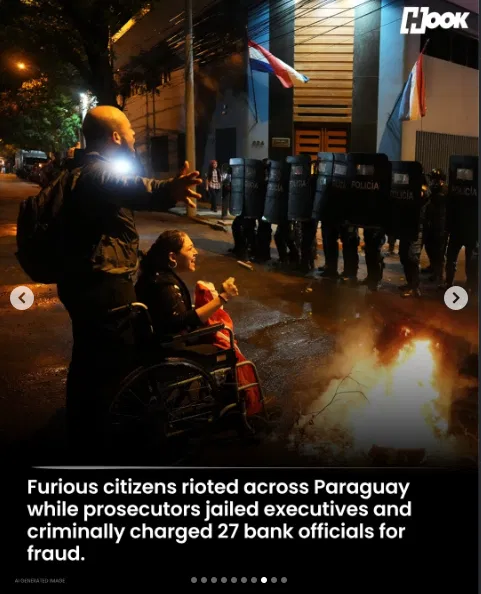 HOOK
POLICIA
POLICÍA
Furious citizens rioted across Paraguay
while prosecutors jailed executives and
criminally charged 27 bank officials for
fraud.
AI GENERATED IMAGE